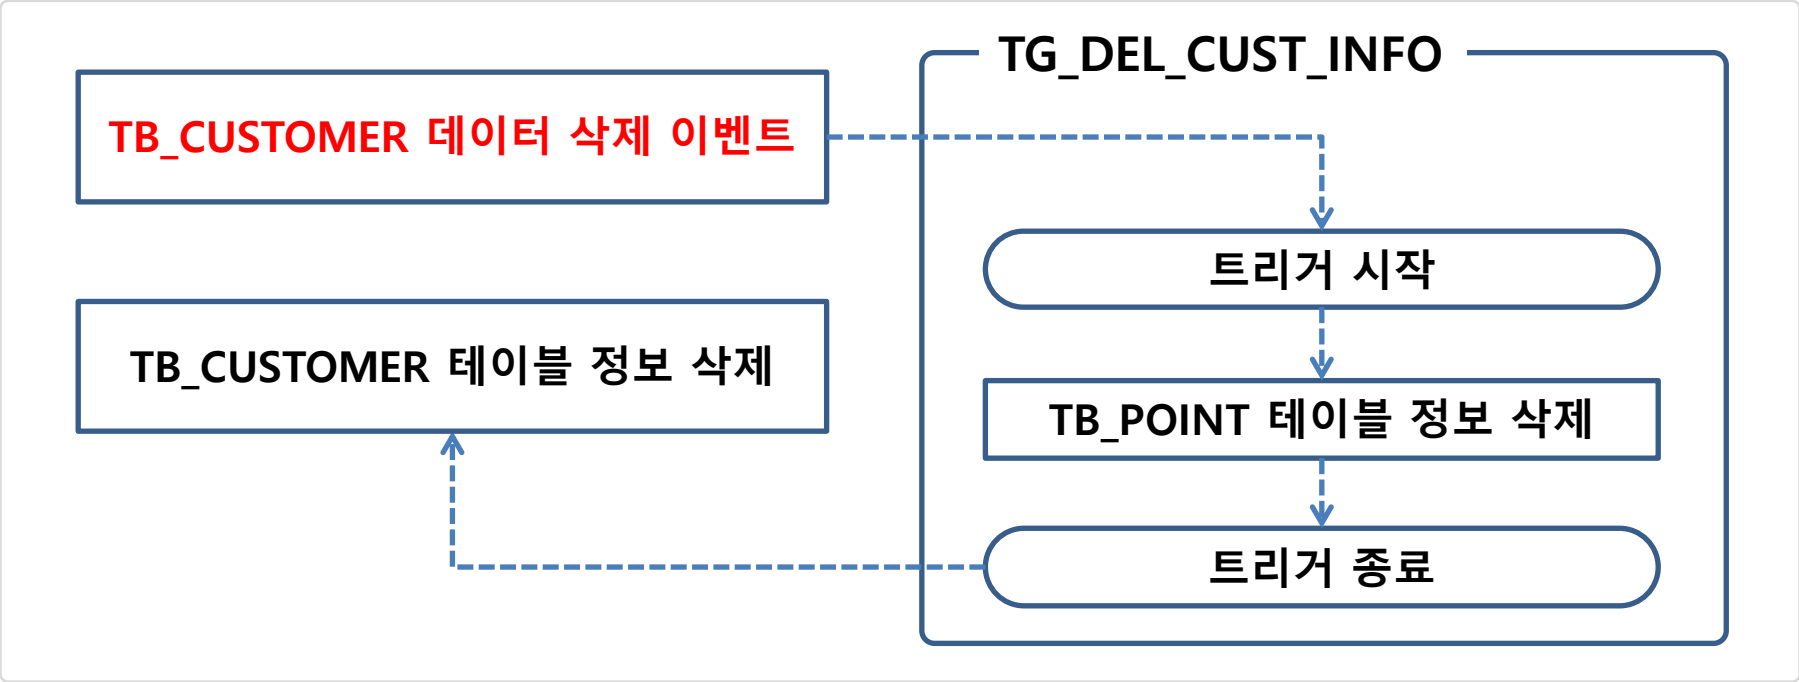 TG_DEL_CUST_INFO
TB_CUSTOMER 데이터 삭제 이벤트
트리거 시작
TB_CUSTOMER 테이블 정보 삭제
TB_POINT 테이블 정보 삭제
트리거 종료